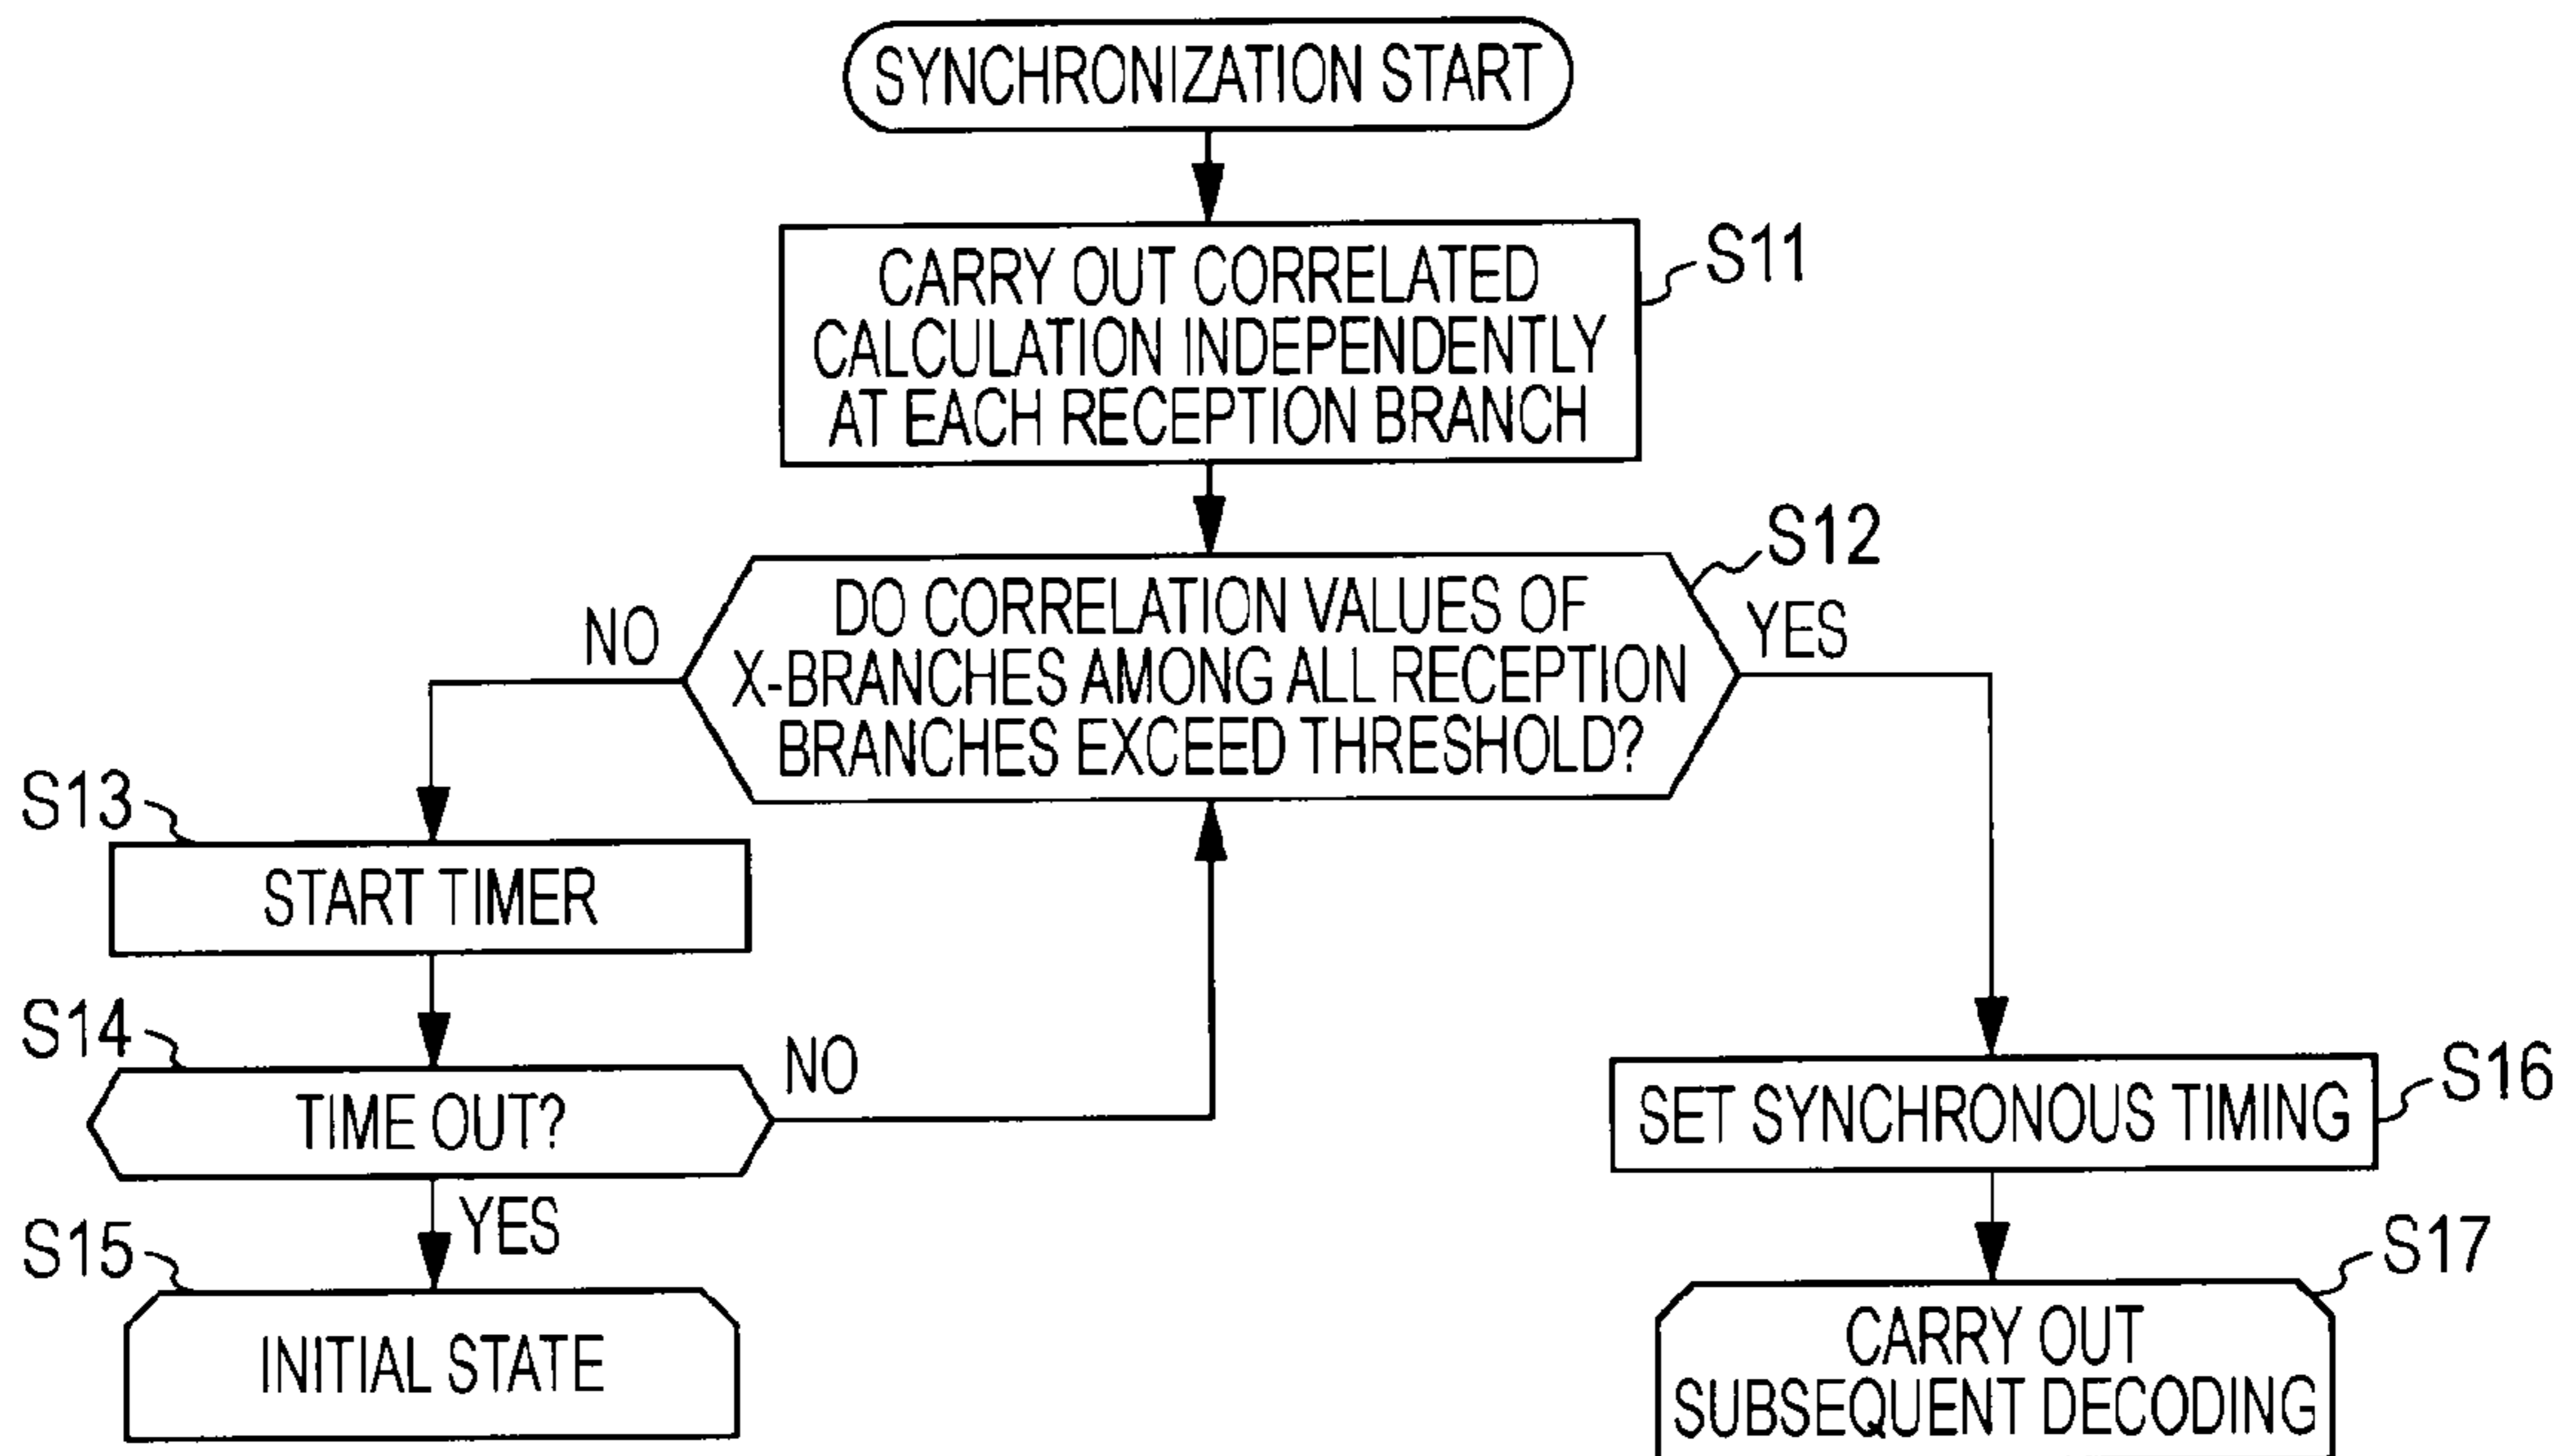 SYNCHRONIZATION START
CARRY OUT CORRELATED
CALCULATION INDEPENDENTLY
AT EACH RECEPTION BRANCH
S11
DO CORRELATION VALUES OF
X-BRANCHES AMONG ALL RECEPTION
BRANCHES EXCEED THRESHOLD?
S12
NO
YES
S13
START TIMER
S14
TIME OUT?
NO
YES
S15
INITIAL STATE
SET SYNCHRONOUS TIMING
S16
S17
CARRY OUT
SUBSEQUENT DECODING